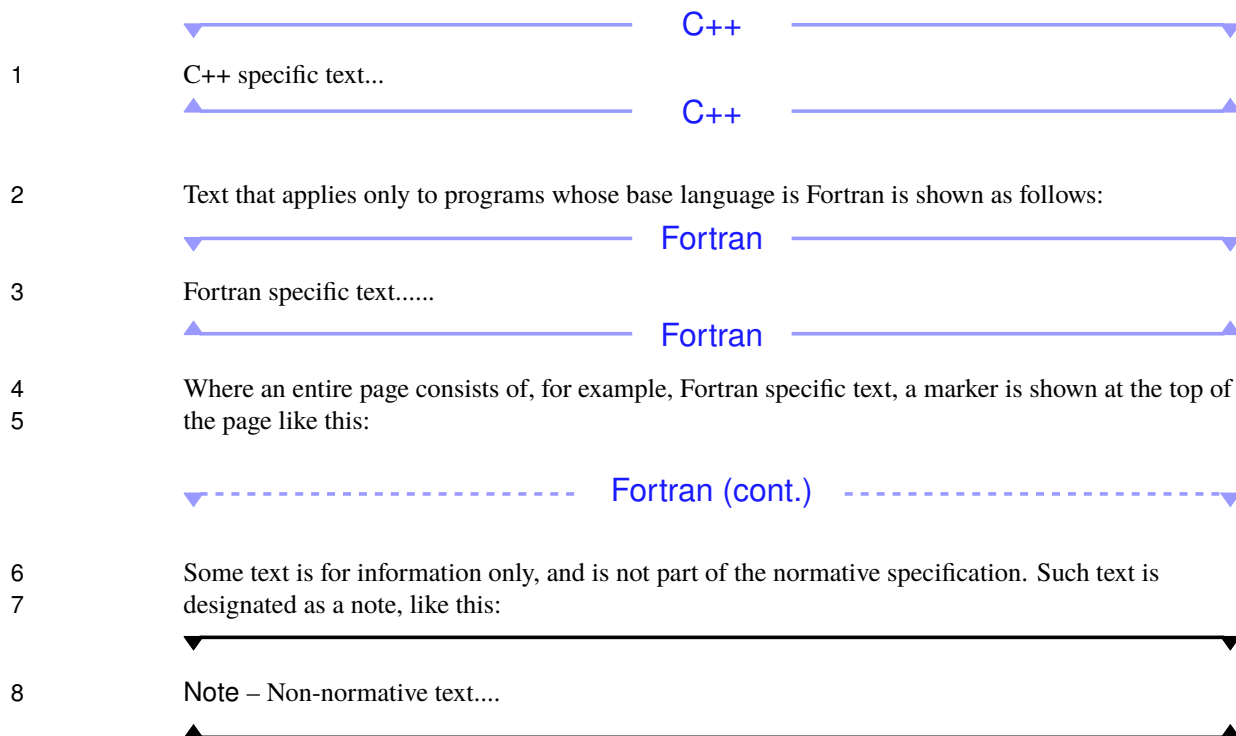 C++
1 C++ specific text...
C++
2 Text that applies only to programs whose base language is Fortran is shown as follows:
Fortran
3 Fortran specific text......
Fortran
4 Where an entire page consists of, for example, Fortran specific text, a marker is shown at the top of
5 the page like this:
Fortran (cont.)
6 Some text is for information only, and is not part of the normative specification. Such text is
7 designated as a note, like this:
8 Note – Non-normative text....